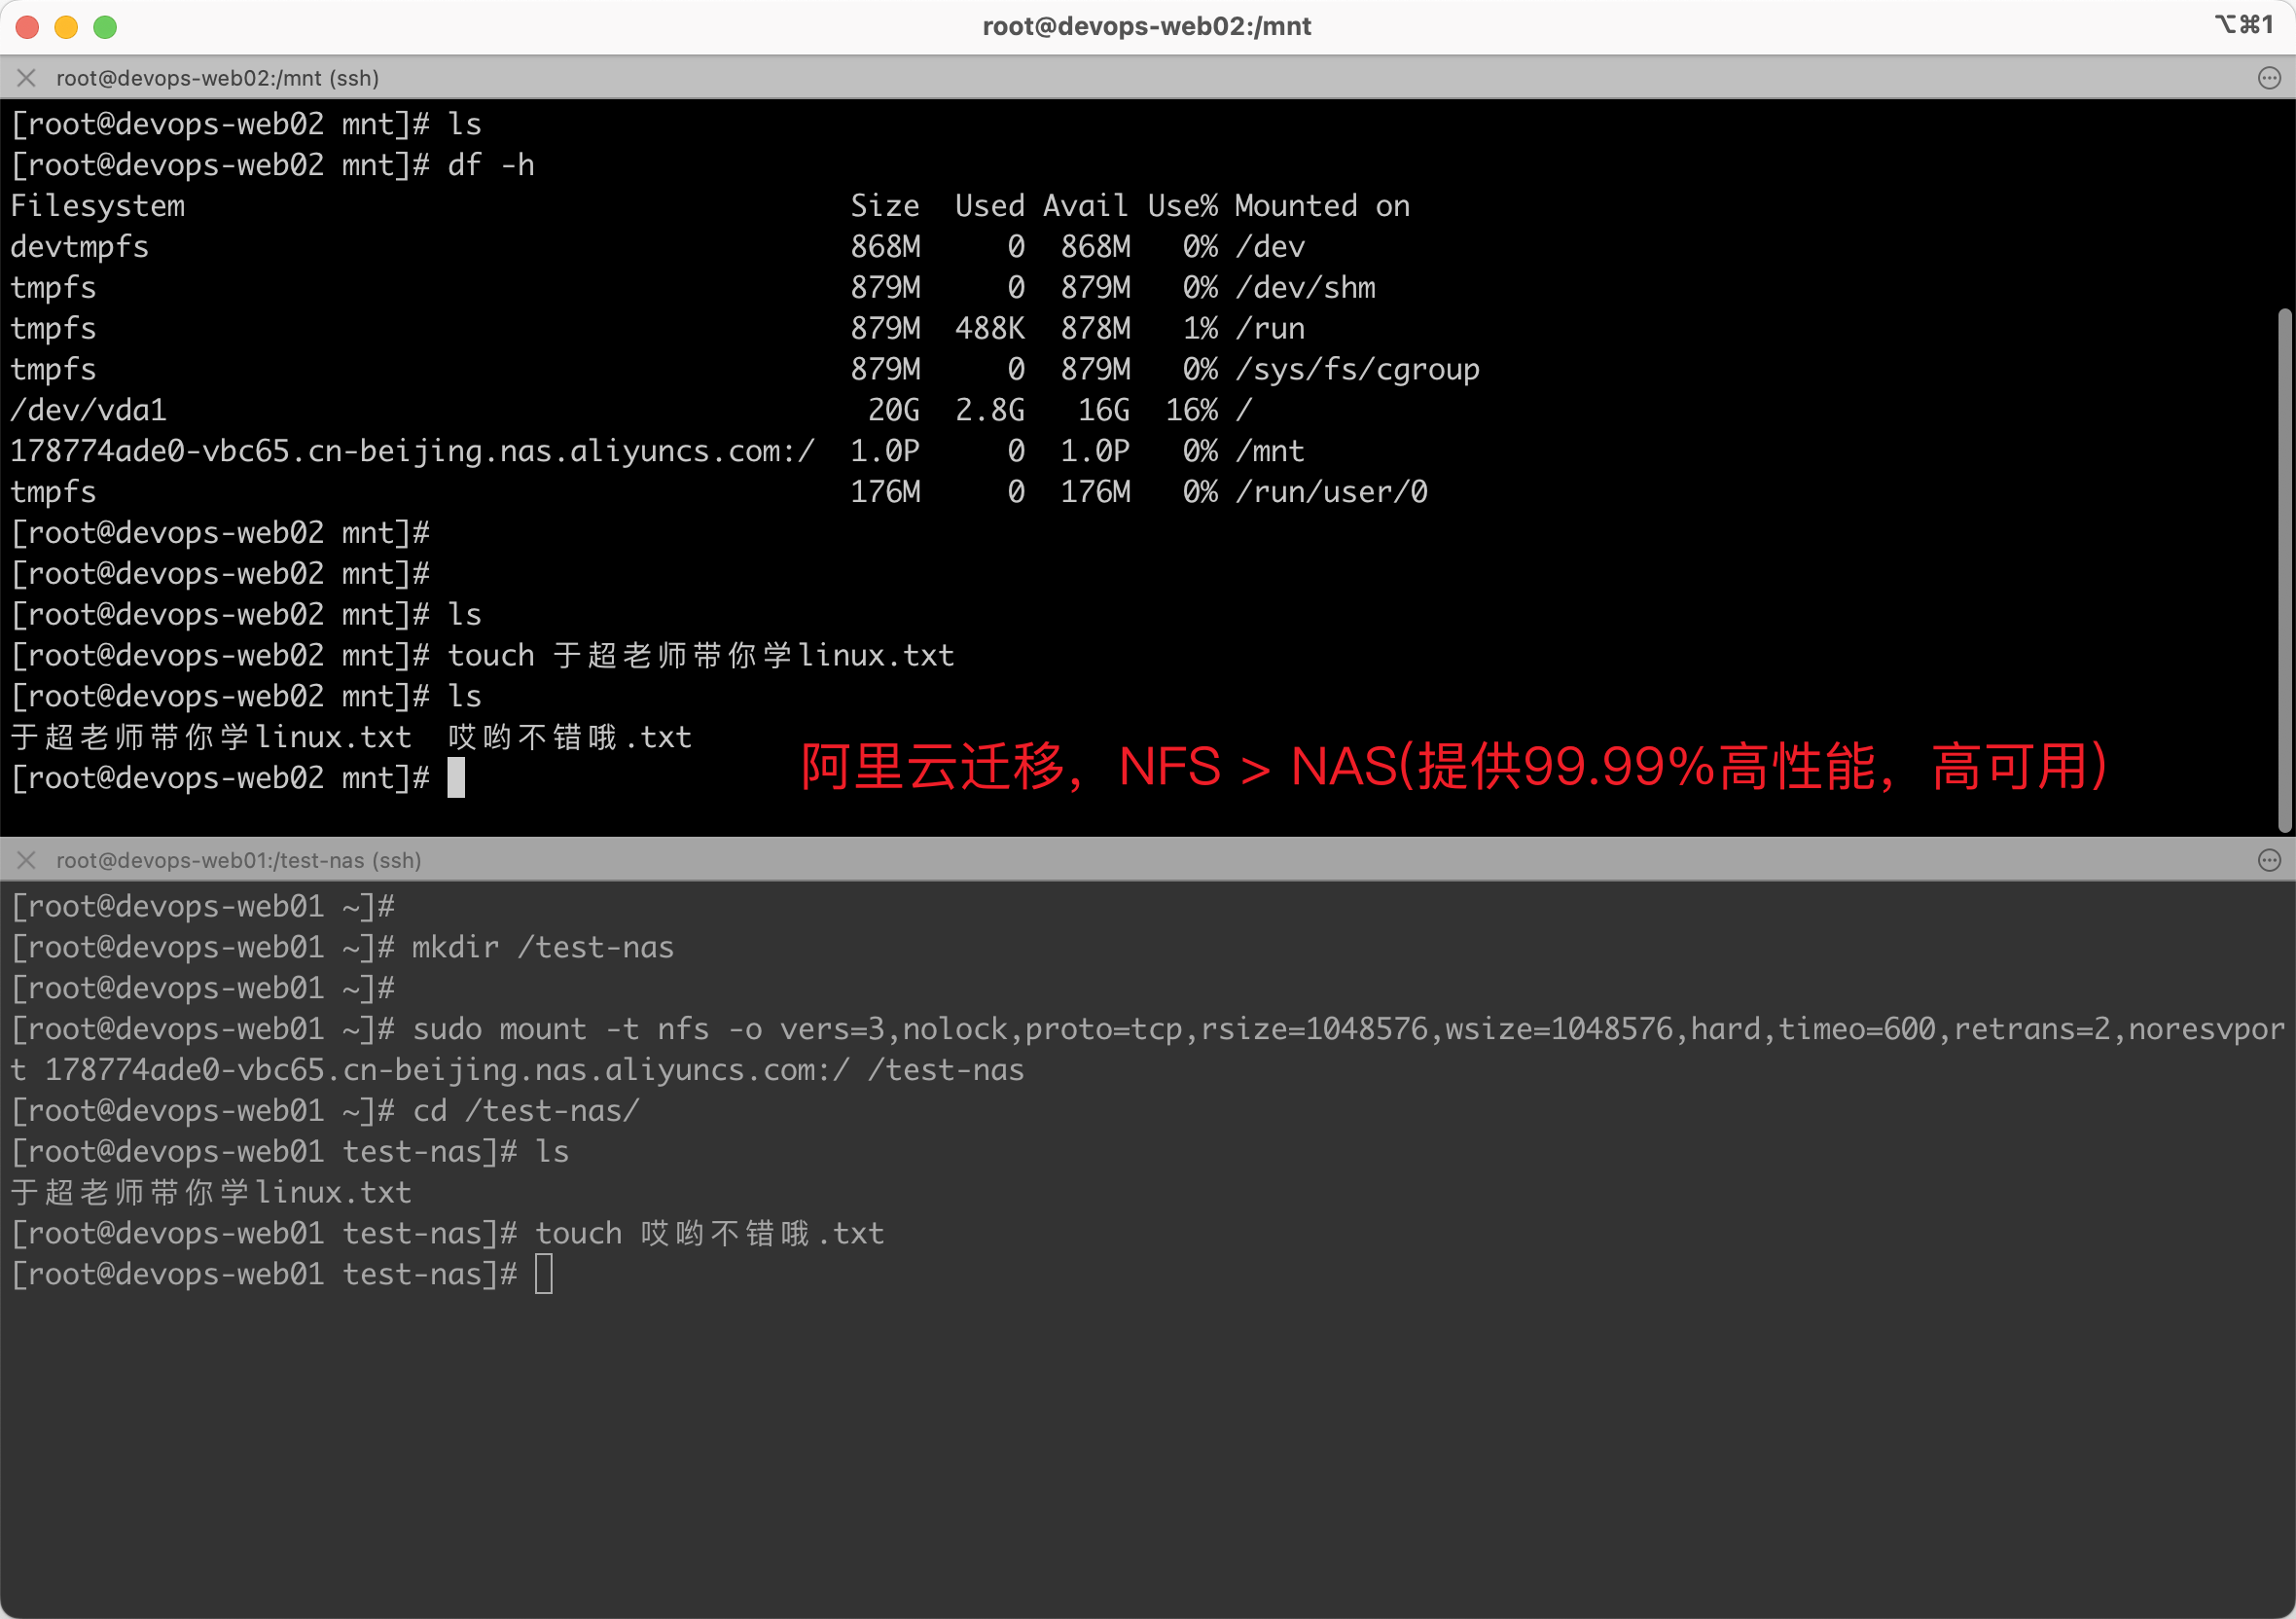 root@devops-web02:/mnt
⌥⌘1
root@devops-web02:/mnt (ssh)
[root@devops-web02 mnt]# ls
[root@devops-web02 mnt]# df -h
Filesystem                                      Size  Used Avail Use% Mounted on
devtmpfs                                        868M     0  868M   0% /dev
tmpfs                                           879M     0  879M   0% /dev/shm
tmpfs                                           879M  488K  878M   1% /run
tmpfs                                           879M     0  879M   0% /sys/fs/cgroup
/dev/vda1                                        20G  2.8G   16G  16% /
178774ade0-vbc65.cn-beijing.nas.aliyuncs.com:/  1.0P     0  1.0P   0% /mnt
tmpfs                                           176M     0  176M   0% /run/user/0
[root@devops-web02 mnt]#
[root@devops-web02 mnt]#
[root@devops-web02 mnt]# ls
[root@devops-web02 mnt]# touch 于超老师带你学linux.txt
[root@devops-web02 mnt]# ls
于超老师带你学linux.txt  哎哟不错哦.txt
阿里云迁移，NFS > NAS(提供99.99%高性能，高可用)
[root@devops-web02 mnt]#
root@devops-web01:/test-nas (ssh)
[root@devops-web01 ~]#
[root@devops-web01 ~]# mkdir /test-nas
[root@devops-web01 ~]#
[root@devops-web01 ~]# sudo mount -t nfs -o vers=3,nolock,proto=tcp,rsize=1048576,wsize=1048576,hard,timeo=600,retrans=2,noresvpor
t 178774ade0-vbc65.cn-beijing.nas.aliyuncs.com:/ /test-nas
[root@devops-web01 ~]# cd /test-nas/
[root@devops-web01 test-nas]# ls
于超老师带你学linux.txt
[root@devops-web01 test-nas]# touch 哎哟不错哦.txt
[root@devops-web01 test-nas]#